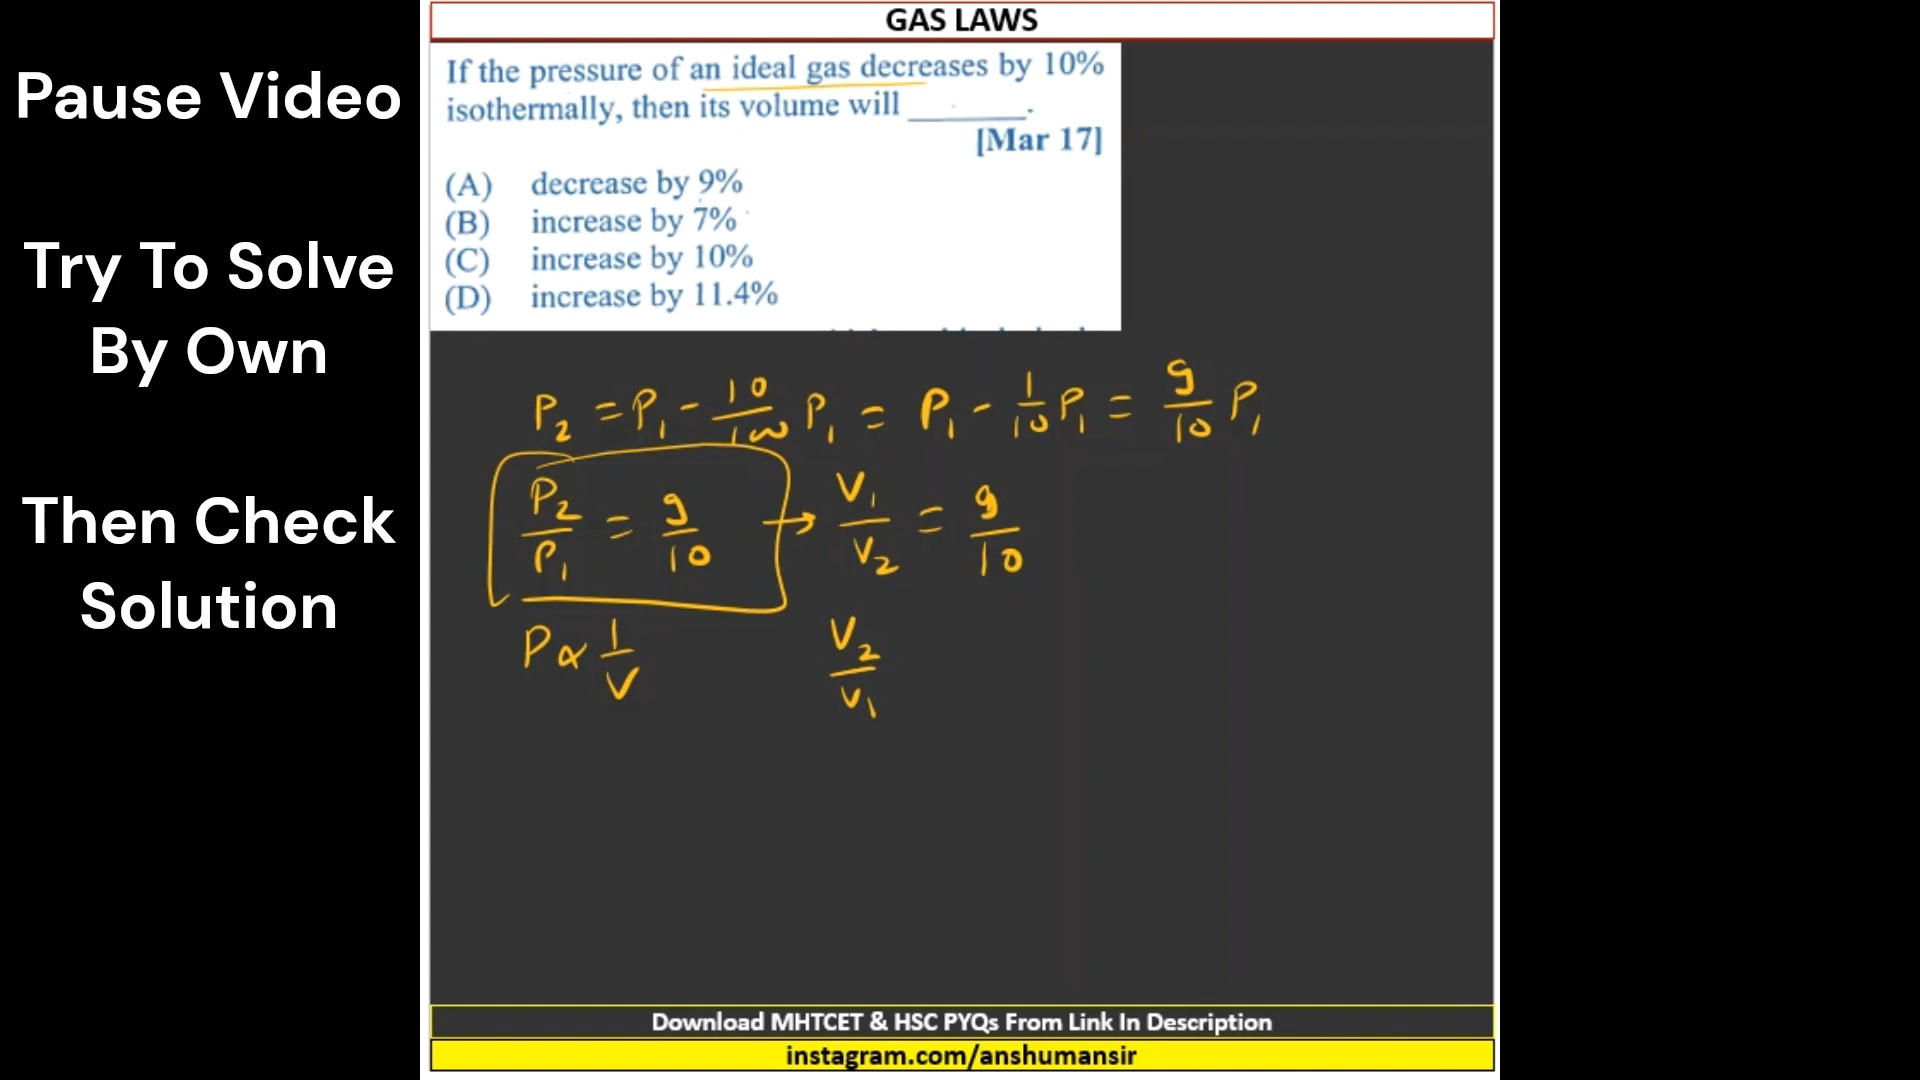 Pause Video
Try To Solve
By Own
Then Check
Solution
GAS LAWS
If the pressure of an ideal gas decreases by 10%
isothermally, then its volume will ________.
[Mar 17]
(A) decrease by 9%
(B) increase by 7%
(C) increase by 10%
(D) increase by 11.4%
P₂ = P₁ - 10/100 P₁ = P₁ - 1/10 P₁ = 9/10 P₁
P₂/P₁ = 9/10 → V₁/V₂ = 9/10
P ∝ 1/V V₂/V₁
Download MHTCET & HSC PYQs From Link In Description
instagram.com/anshumansir